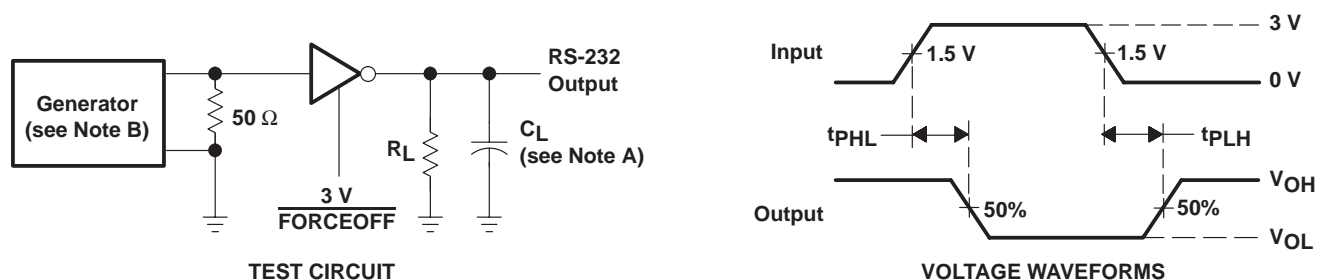 Generator
(see Note B)
50 Ω
3 V
FORCEOFF
RL
CL
(see Note A)
RS-232
Output
TEST CIRCUIT
Input
1.5 V
1.5 V
3 V
0 V
tPHL
tPLH
Output
50%
50%
VOH
VOL
VOLTAGE WAVEFORMS